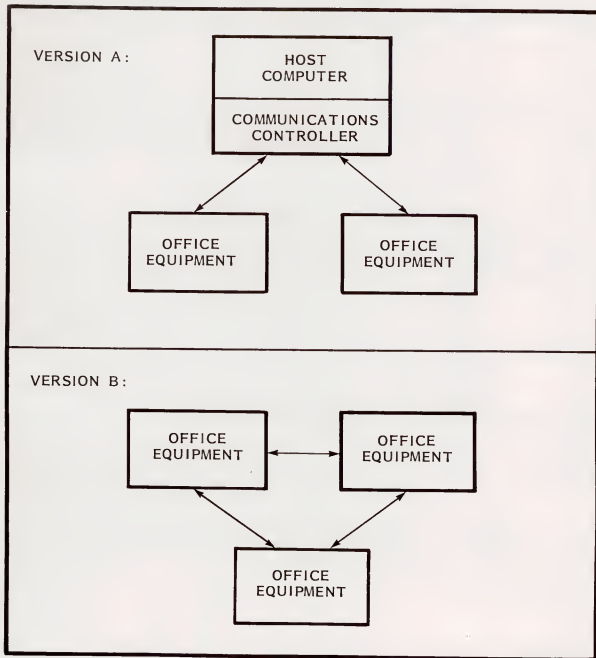 VERSION A:
HOST
COMPUTER
COMMUNICATIONS
CONTROLLER
OFFICE
EQUIPMENT
OFFICE
EQUIPMENT
VERSION B:
OFFICE
EQUIPMENT
OFFICE
EQUIPMENT
OFFICE
EQUIPMENT